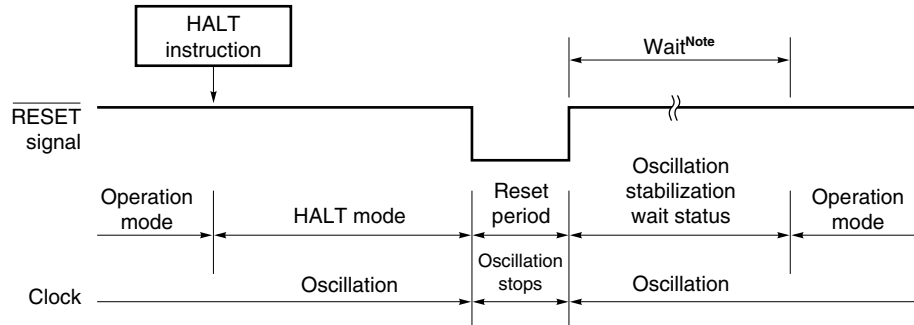 HALT
instruction
Wait Note
RESET
signal
Operation
mode
HALT mode
Reset
period
Oscillation
stabilization
wait status
Operation
mode
Clock
Oscillation
Oscillation
stops
Oscillation